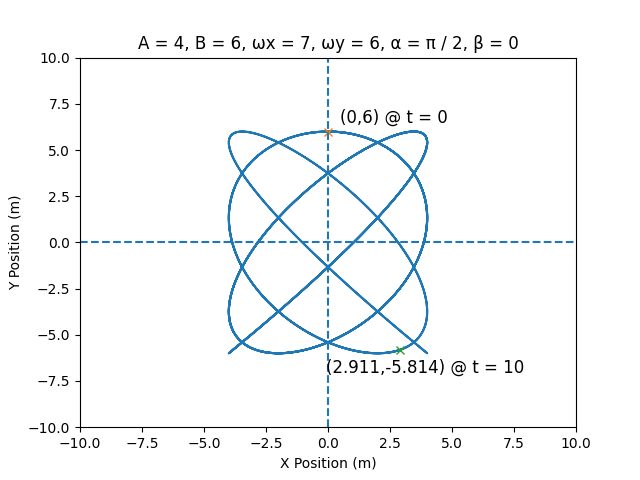 A = 4, B = 6, ωx = 7, ωy = 6, α = π / 2, β = 0
10.0
7.5
5.0
2.5
0.0
−2.5
−5.0
−7.5
−10.0
Y Position (m)
(0,6) @ t = 0
(2.911,-5.814) @ t = 10
−10.0 −7.5 −5.0 −2.5 0.0 2.5 5.0 7.5 10.0
X Position (m)